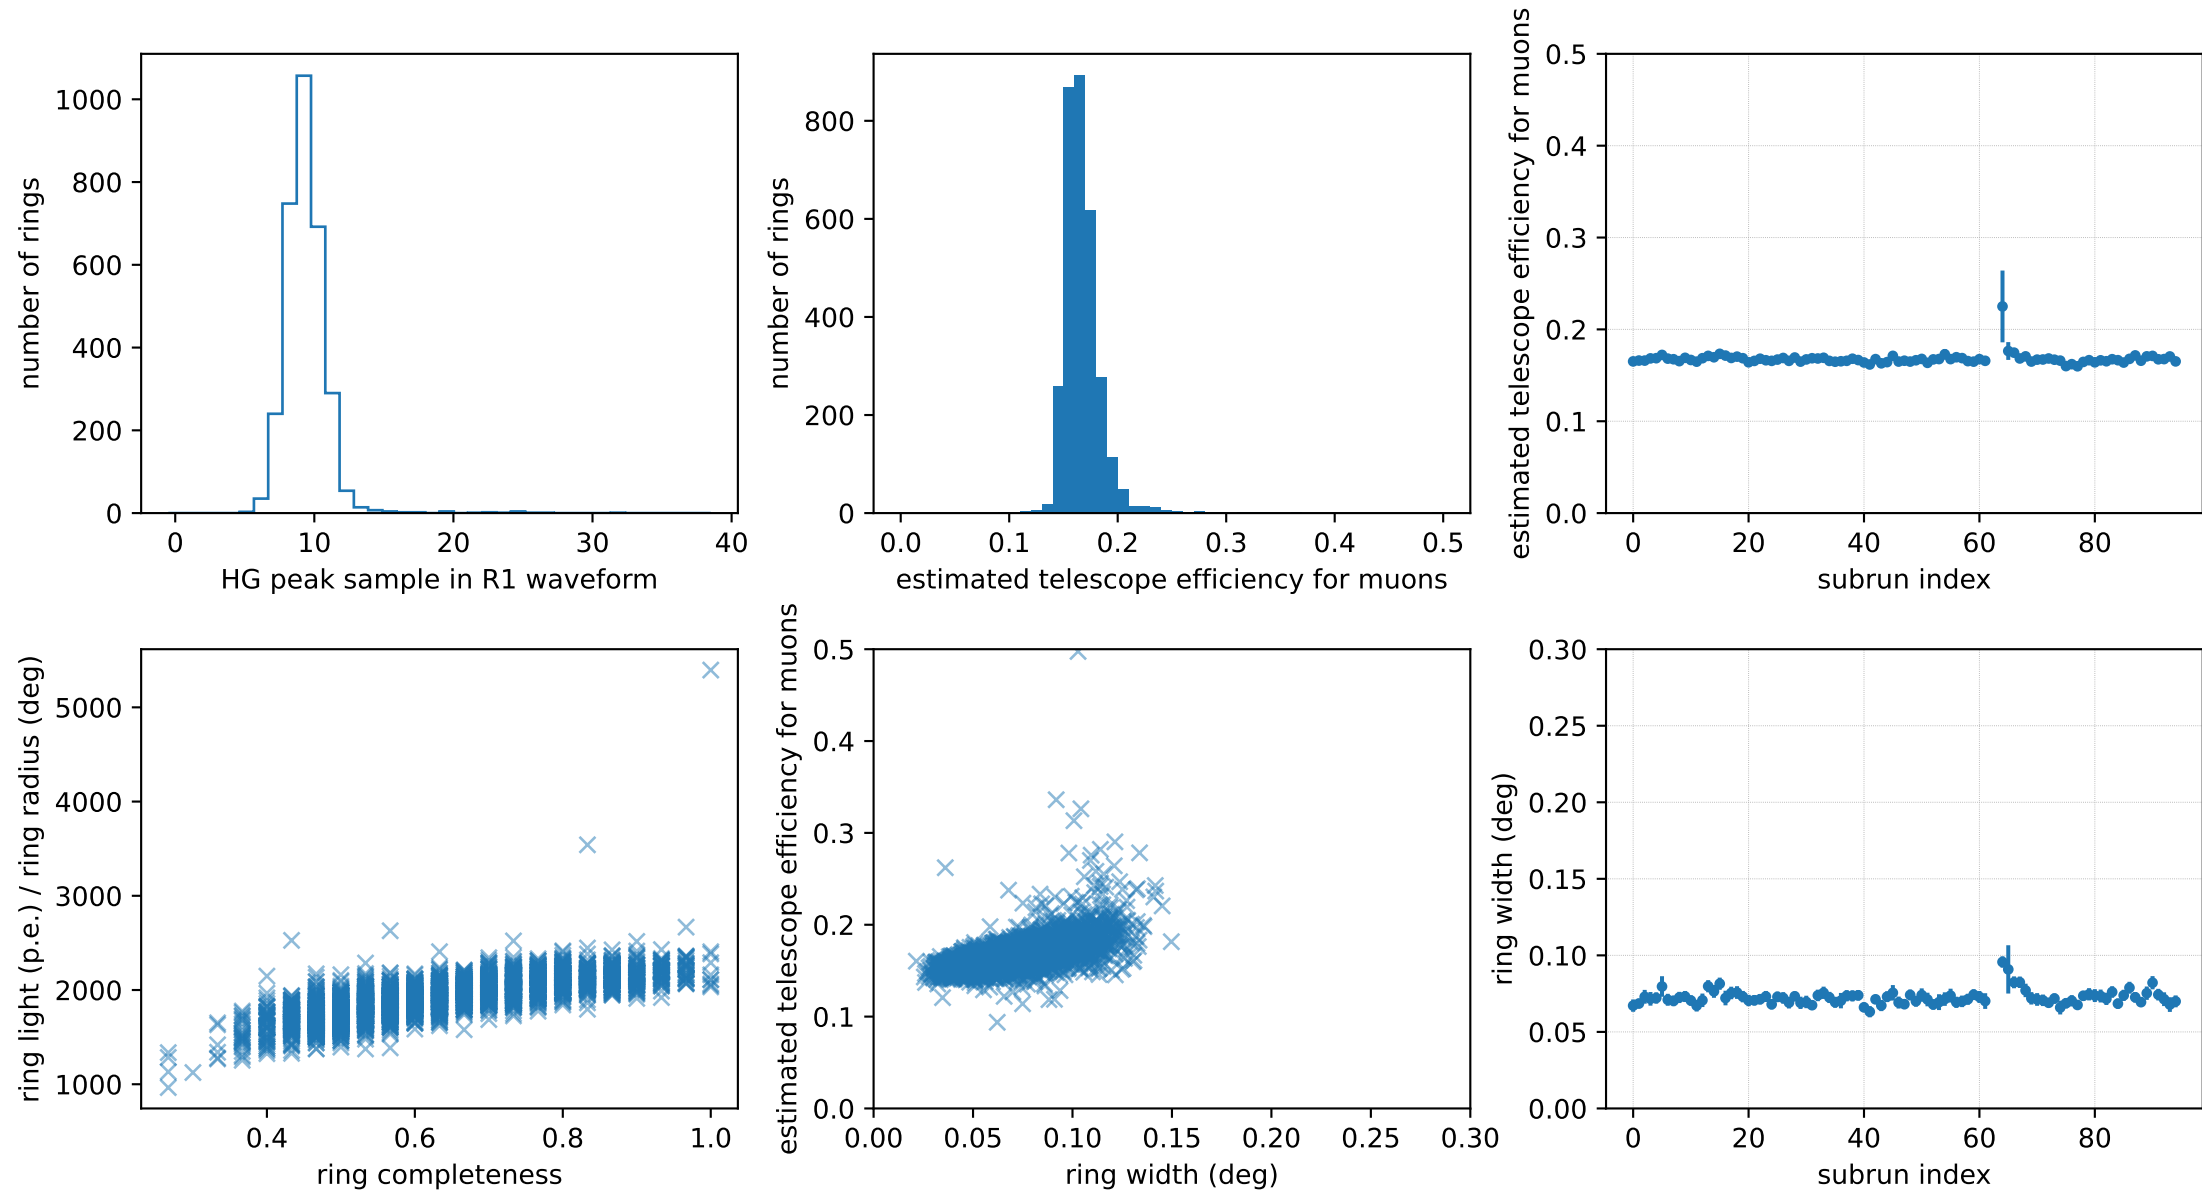 number of rings
1000
800
600
400
200
0
0 10 20 30 40
HG peak sample in R1 waveform
number of rings
800
600
400
200
0
0.0 0.1 0.2 0.3 0.4 0.5
estimated telescope efficiency for muons
estimated telescope efficiency for muons
0.5
0.4
0.3
0.2
0.1
0.0
0 20 40 60 80
subrun index
ring light (p.e.) / ring radius (deg)
5000
4000
3000
2000
1000
0.4 0.6 0.8 1.0
ring completeness
estimated telescope efficiency for muons
0.5
0.4
0.3
0.2
0.1
0.0
0.00 0.05 0.10 0.15 0.20 0.25 0.30
ring width (deg)
ring width (deg)
0.30
0.25
0.20
0.15
0.10
0.05
0.00
0 20 40 60 80
subrun index